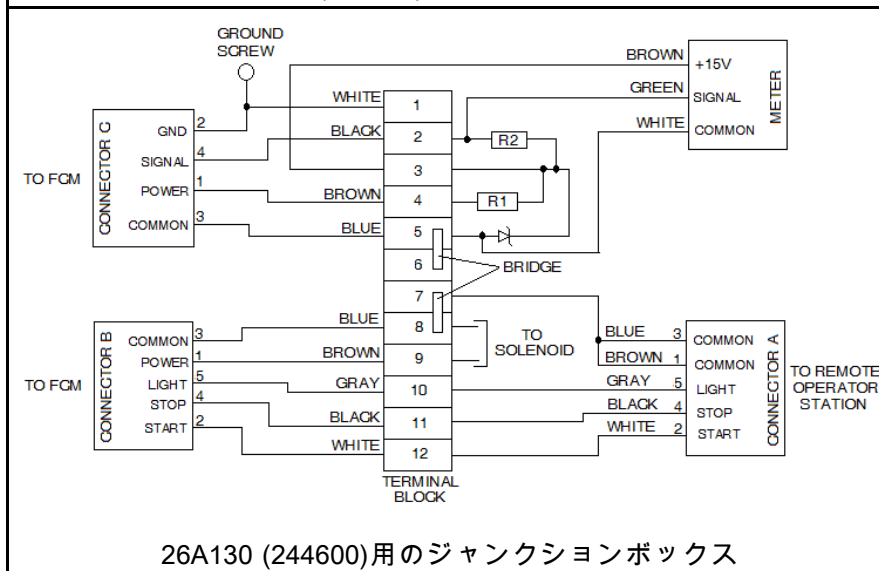 GROUND
SCREW
TO FCM
CONNECTOR C
GND 2
SIGNAL 4
POWER 1
COMMON 3
WHITE
BLACK
BROWN
BLUE
1
2
3
4
5
6
7
8
9
10
11
12
TERMINAL
BLOCK
R2
R1
BRIDGE
BROWN
GREEN
WHITE
+15V
SIGNAL
COMMON
METER
TO FCM
CONNECTOR B
COMMON 3
POWER 1
LIGHT 5
STOP 4
START 2
BLUE
BROWN
GRAY
BLACK
WHITE
TO
SOLENOID
BLUE 3 COMMON
BROWN 1 COMMON
GRAY 5 LIGHT
BLACK 4 STOP
WHITE 2 START
CONNECTOR A
TO REMOTE
OPERATOR
STATION
26A130 (244600)用のジャンクションボックス